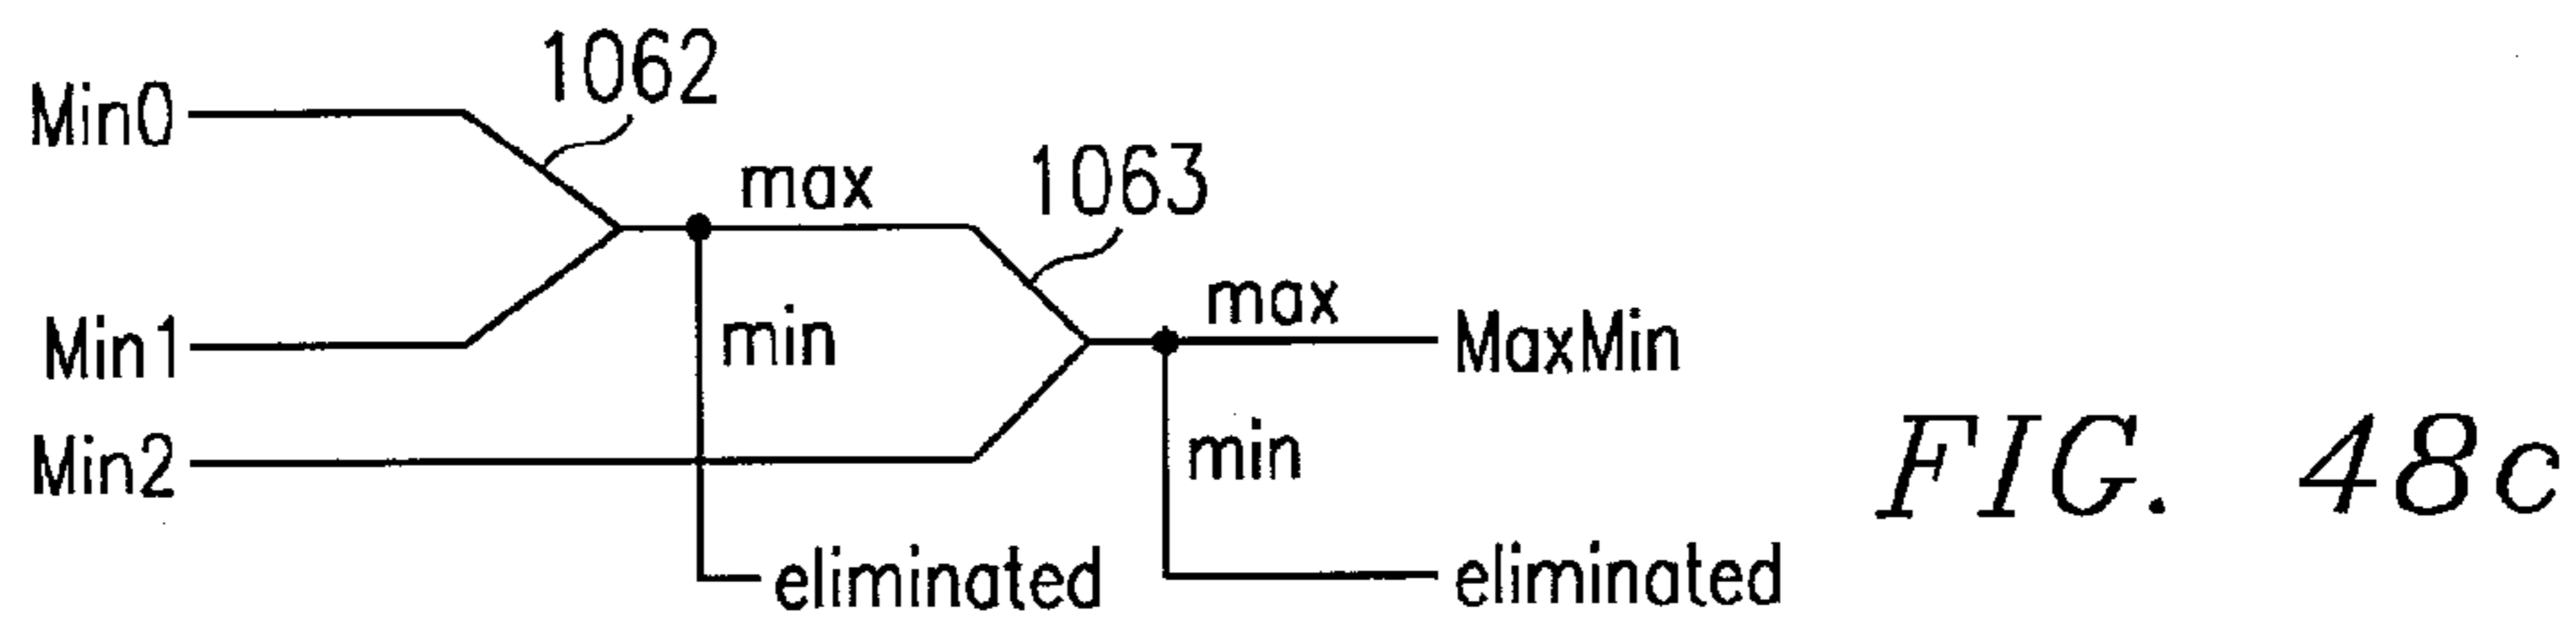 1062
Min0
max
1063
Min1
min
max
MaxMin
Min2
min
eliminated
eliminated
FIG. 48c